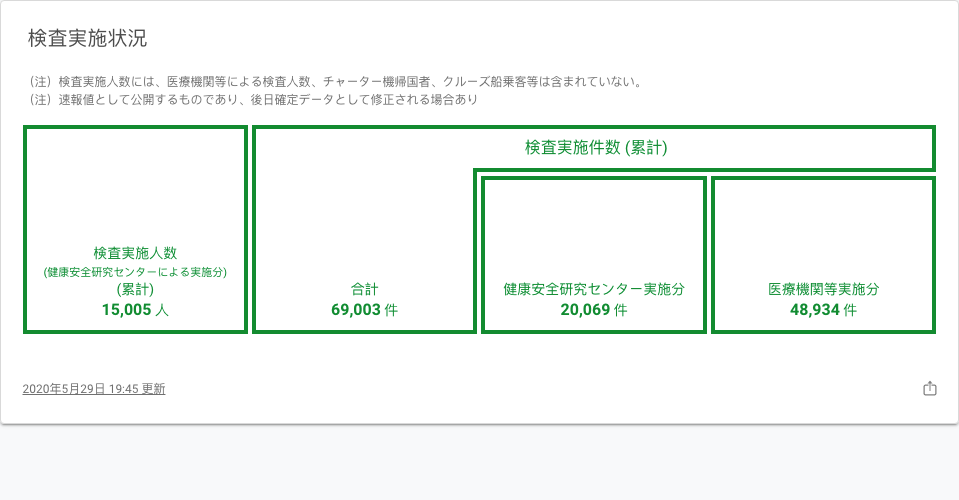 検査実施状況
（注）検査実施人数には、医療機関等による検査人数、チャーター機帰国者、クルーズ船乗客等は含まれていない。
（注）速報値として公開するものであり、後日確定データとして修正される場合あり
検査実施件数 (累計)
検査実施人数
(健康安全研究センターによる実施分)
(累計)
15,005 人
合計
69,003 件
健康安全研究センター実施分
20,069 件
医療機関等実施分
48,934 件
2020年5月29日 19:45 更新